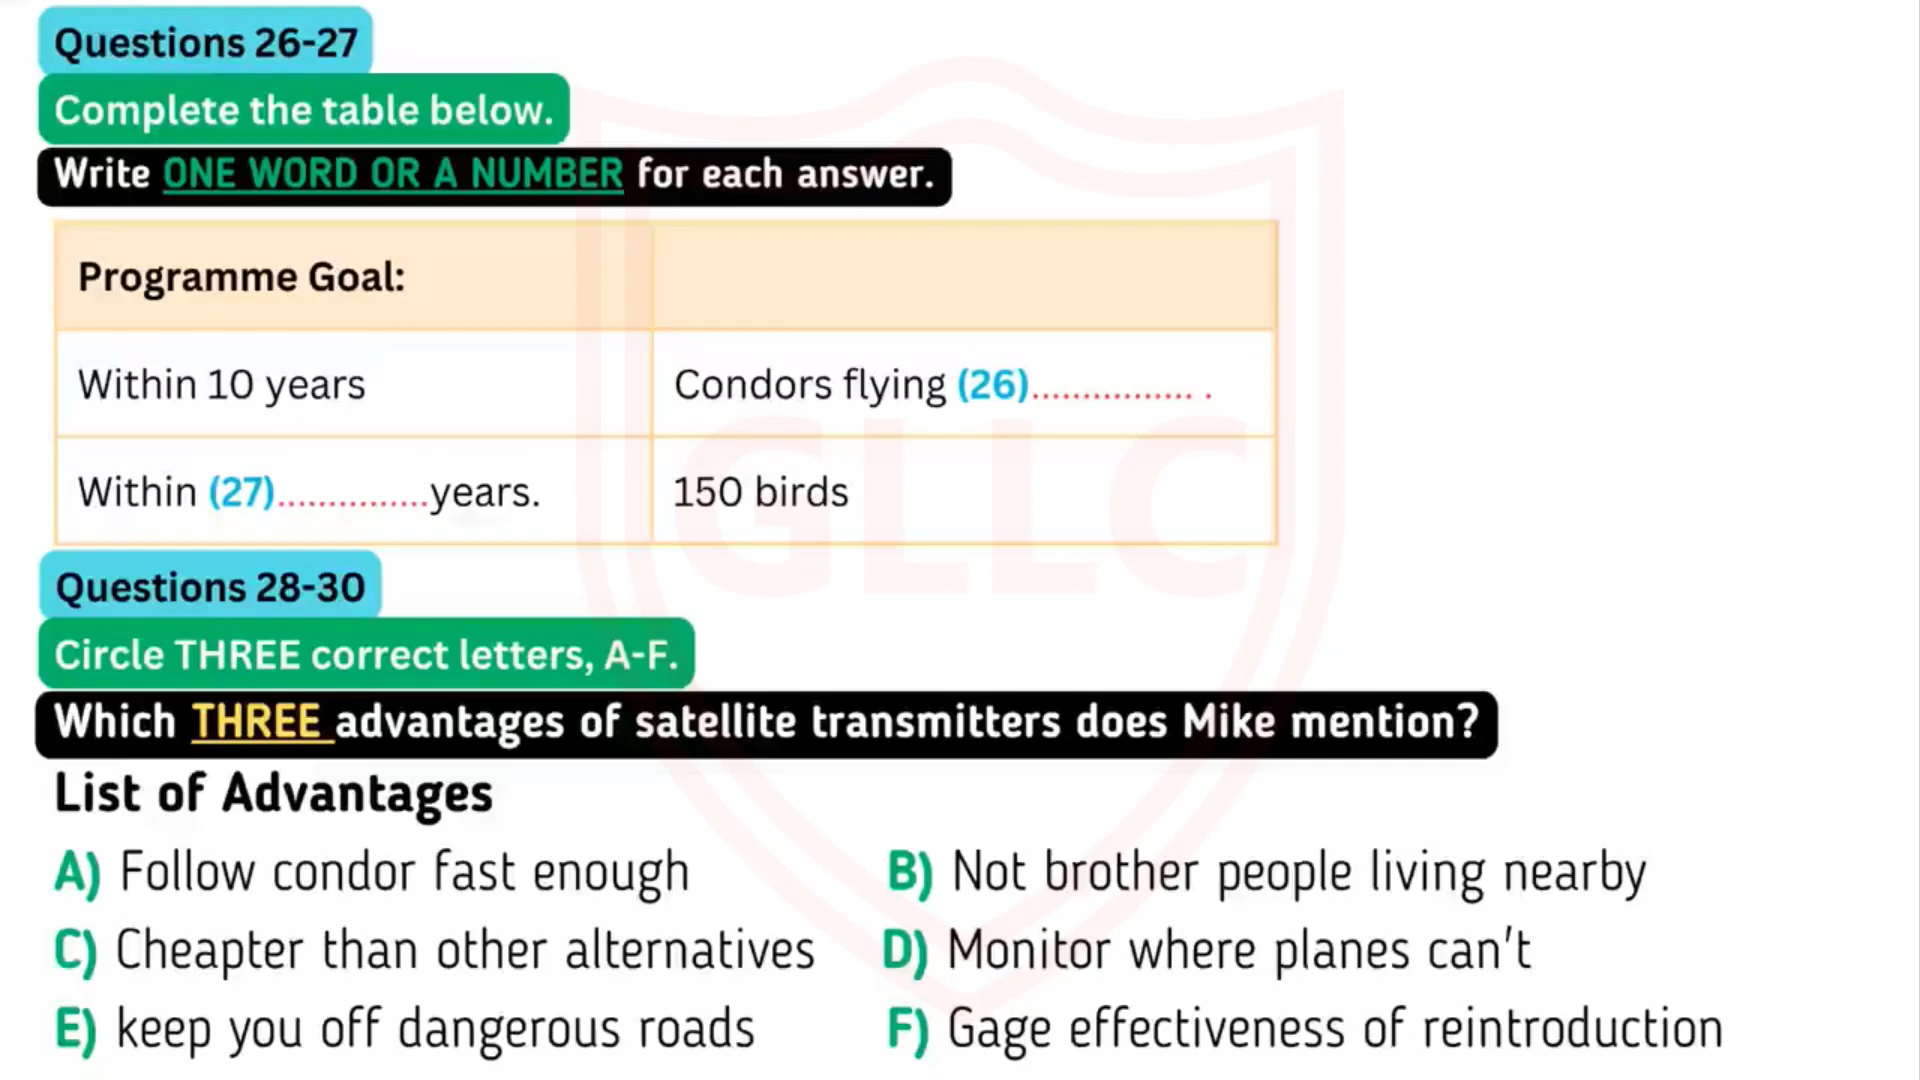 Questions 26-27
Complete the table below.
Write ONE WORD OR A NUMBER for each answer.
Programme Goal:
Within 10 years
Condors flying (26)................ .
Within (27)...............years.
150 birds
GLLC
Questions 28-30
Circle THREE correct letters, A-F.
Which THREE advantages of satellite transmitters does Mike mention?
List of Advantages
A) Follow condor fast enough
B) Not brother people living nearby
C) Cheapter than other alternatives
D) Monitor where planes can't
E) keep you off dangerous roads
F) Gage effectiveness of reintroduction